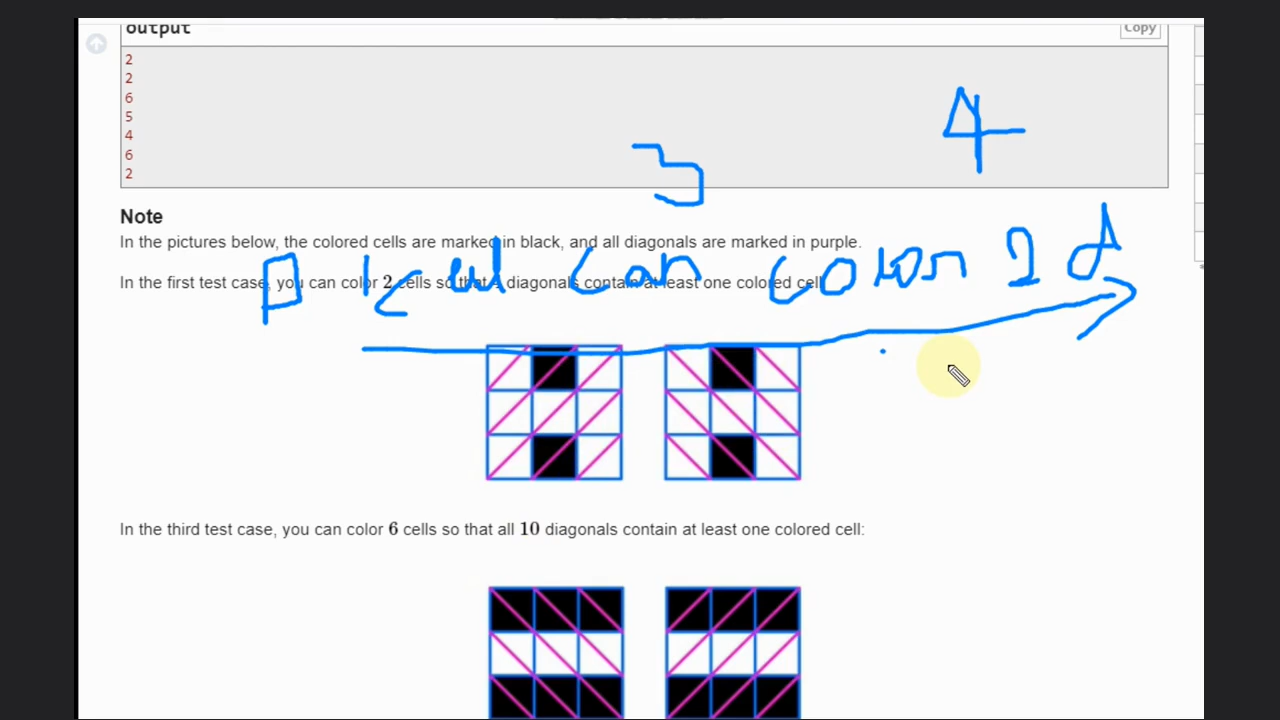 output
Copy
2
2
6
5
4
6
2
3
4
Note
In the pictures below, the colored cells are marked in black, and all diagonals are marked in purple.
In the first test case, you can color 2 cells so that 4 diagonals contain at least one colored cell
1 cell can color 2 d
In the third test case, you can color 6 cells so that all 10 diagonals contain at least one colored cell: